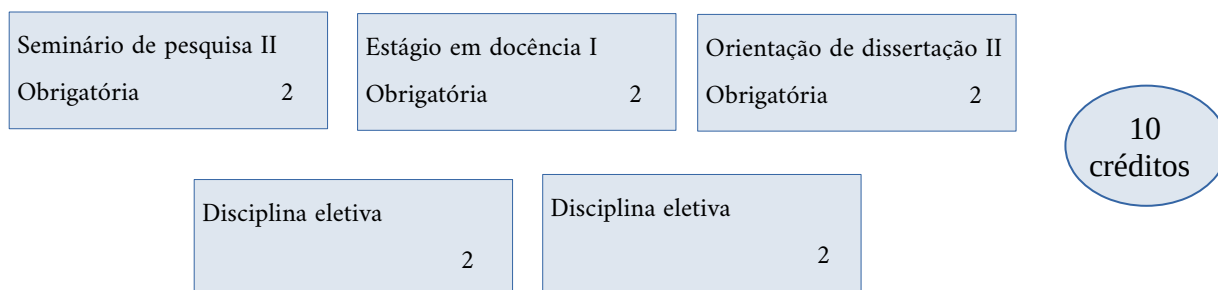 Seminário de pesquisa II
Obrigatória 2
Estágio em docência I
Obrigatória 2
Orientação de dissertação II
Obrigatória 2
10
créditos
Disciplina eletiva
2
Disciplina eletiva
2